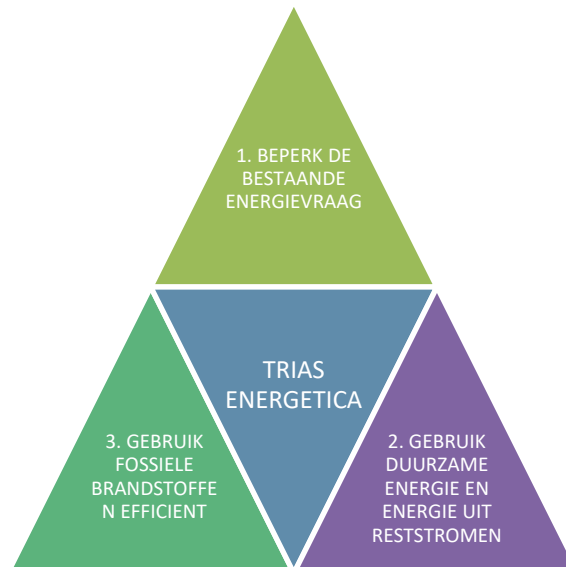 1. BEPERK DE
BESTAANDE
ENERGIEVRAAG
TRIAS
ENERGETICA
3. GEBRUIK
FOSSIELE
BRANDSTOFFE
N EFFICIENT
2. GEBRUIK
DUURZAME
ENERGIE EN
ENERGIE UIT
RESTSTROMEN